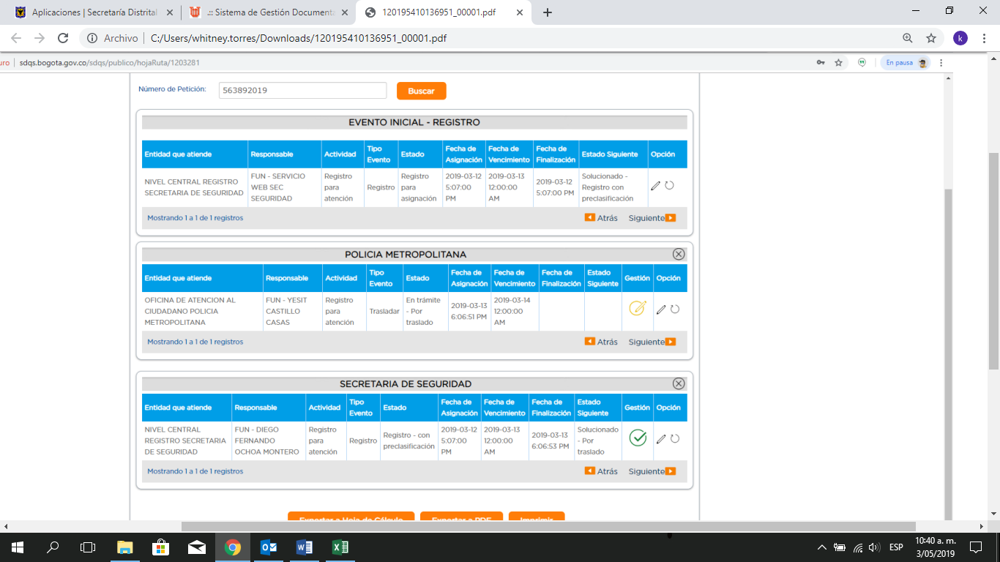 Aplicaciones | Secretaría Distrital
.:: Sistema de Gestión Documenta
120195410136951_00001.pdf
Archivo
C:/Users/whitney.torres/Downloads/120195410136951_00001.pdf
k
uro
sdqs.bogota.gov.co/sdqs/publico/hojaRuta/1203281
En pausa
Número de Petición:
563892019
Buscar
EVENTO INICIAL - REGISTRO
Entidad que atiende
Responsable
Actividad
Tipo
Evento
Estado
Fecha de
Asignación
Fecha de
Vencimiento
Fecha de
Finalización
Estado Siguiente
Opción
NIVEL CENTRAL REGISTRO
SECRETARIA DE SEGURIDAD
FUN - SERVICIO
WEB SEC
SEGURIDAD
Registro
para
atención
Registro
Registro
para
asignación
2019-03-12
5:07:00
PM
2019-03-13
12:00:00
AM
2019-03-12
5:07:00 PM
Solucionado -
Registro con
preclasificación
Mostrando 1 a 1 de 1 registros
Atrás
Siguiente
POLICIA METROPOLITANA
Entidad que atiende
Responsable
Actividad
Tipo
Evento
Estado
Fecha de
Asignación
Fecha de
Vencimiento
Fecha de
Finalización
Estado
Siguiente
Gestión
Opción
OFICINA DE ATENCION AL
CIUDADANO POLICIA
METROPOLITANA
FUN - YESIT
CASTILLO
CASAS
Registro
para
atención
Trasladar
En trámite
- Por
traslado
2019-03-13
6:06:51 PM
2019-03-14
12:00:00
AM
Mostrando 1 a 1 de 1 registros
Atrás
Siguiente
SECRETARIA DE SEGURIDAD
Entidad que atiende
Responsable
Actividad
Tipo
Evento
Estado
Fecha de
Asignación
Fecha de
Vencimiento
Fecha de
Finalización
Estado
Siguiente
Gestión
Opción
NIVEL CENTRAL
REGISTRO SECRETARIA
DE SEGURIDAD
FUN - DIEGO
FERNANDO
OCHOA MONTERO
Registro
para
atención
Registro
Registro - con
preclasificación
2019-03-12
5:07:00
PM
2019-03-13
12:00:00
AM
2019-03-13
6:06:53 PM
Solucionado
- Por
traslado
Mostrando 1 a 1 de 1 registros
Atrás
Siguiente
Exportar a Hoja de Cálculo
Exportar a PDF
Imprimir
ESP
10:40 a. m.
3/05/2019